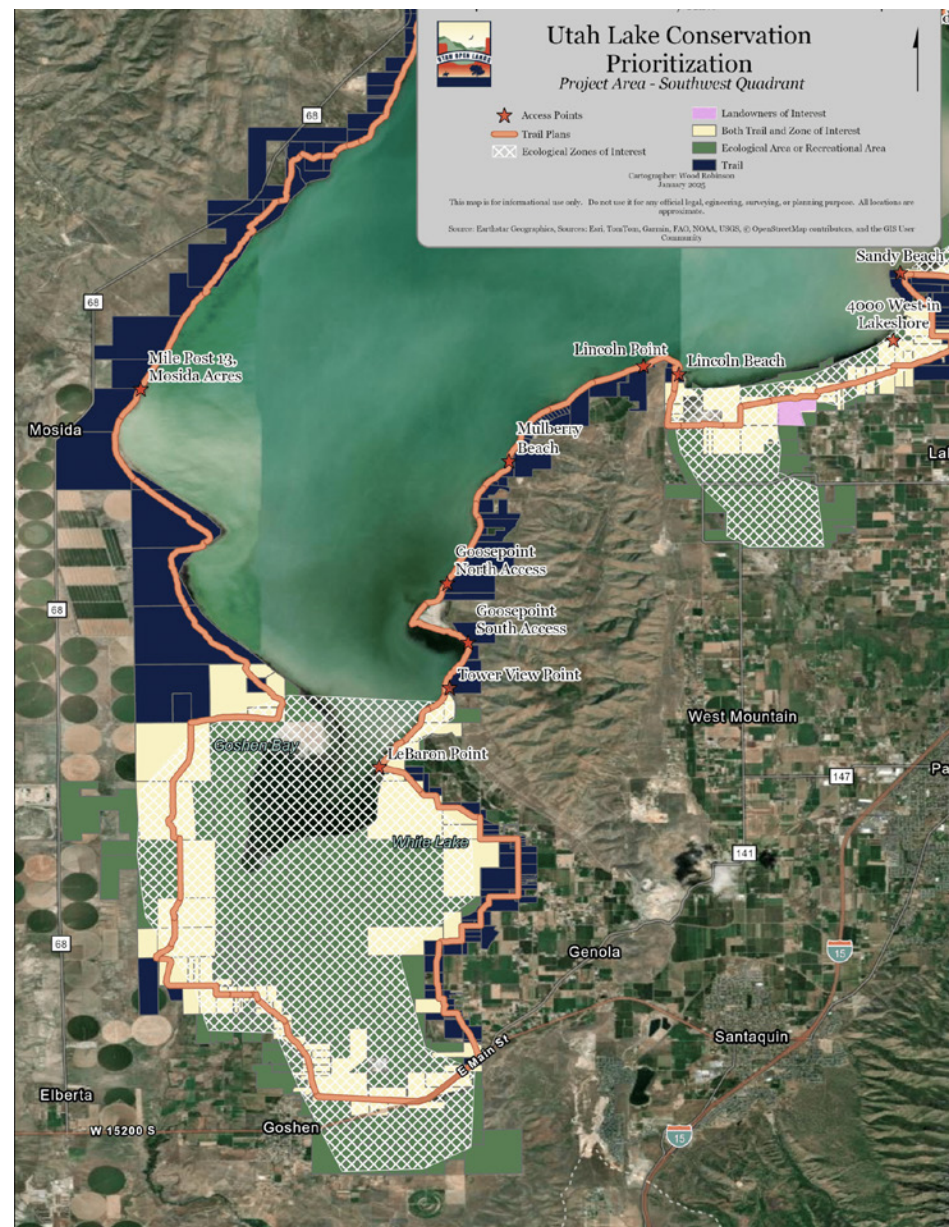 Utah Lake Conservation
Prioritization
Project Area - Southwest Quadrant
UTAH OPEN LANDS
Access Points
Trail Plans
Ecological Zones of Interest
Landowners of Interest
Both Trail and Zone of Interest
Ecological Area or Recreational Area
Trail
Cartographer: Wood Robinson
January 2025
This map is for informational use only. Do not use it for any official legal, egineering, surveying, or planning purpose. All locations are
approximate.
Source: Earthstar Geographics, Sources: Esri, TomTom, Garmin, FAO, NOAA, USGS, © OpenStreetMap contributors, and the GIS User
Community
68
Sandy Beach
68
4000 West in
Lakeshore
Lincoln Point
Lincoln Beach
Mile Post 13,
Mosida Acres
Mosida
Mulberry
Beach
Goosepoint
North Access
68
Goosepoint
South Access
Tower View Point
West Mountain
Goshen Bay
LeBaron Point
147
White Lake
141
68
Genola
15
Santaquin
E Main St
Elberta
W 15200 S
Goshen
15